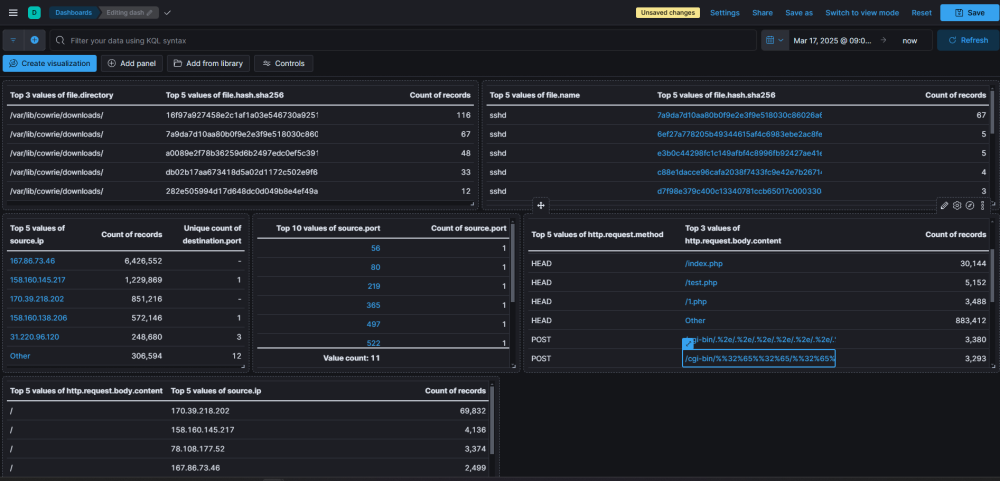 D Dashboards Editing dash Unsaved changes Settings Share Save as Switch to view mode Reset Save
Filter your data using KQL syntax Mar 17, 2025 @ 09:0... now Refresh
Create visualization Add panel Add from library Controls
Top 3 values of file.directory Top 5 values of file.hash.sha256 Count of records
/var/lib/cowrie/downloads/ 16f97a927458e2c1af1a03e546730a9251 116
/var/lib/cowrie/downloads/ 7a9da7d10aa80b0f9e2e3f9e518030c860 67
/var/lib/cowrie/downloads/ a0089e2f78b36259d6b2497edc0ef5c391 48
/var/lib/cowrie/downloads/ db02b17aa673418d5a02d1172c502e9f6 33
/var/lib/cowrie/downloads/ 282e505994d17d648dc0d049b8e4ef49a 12
Top 5 values of file.name Top 5 values of file.hash.sha256 Count of records
sshd 7a9da7d10aa80b0f9e2e3f9e518030c86026a6 67
sshd 6ef27a778205b49344615af4c6983ebe2ac8fe 5
sshd e3b0c44298fc1c149afbf4c8996fb92427ae41e 5
sshd c88e1dacce96cafa2038f7433fc9e42e7b2671 4
sshd d7f98e379c400c13340781ccb65017c000330 3
Top 5 values of source.ip Count of records Unique count of destination.port
167.86.73.46 6,426,552 -
158.160.145.217 1,229,869 1
170.39.218.202 851,216 -
158.160.138.206 572,146 1
31.220.96.120 248,680 3
Other 306,594 12
Top 10 values of source.port Count of source.port
56 1
80 1
219 1
365 1
497 1
522 1
Value count: 11
Top 5 values of http.request.method Top 3 values of http.request.body.content Count of records
HEAD /index.php 30,144
HEAD /test.php 5,152
HEAD /1.php 3,488
HEAD Other 883,412
POST /cgi-bin/.%2e/.%2e/.%2e/.%2e/.%2e/.%2e/.% 3,380
POST /cgi-bin/%%32%65%%32%65/%%32%65% 3,293
Top 5 values of http.request.body.content Top 5 values of source.ip Count of records
/ 170.39.218.202 69,832
/ 158.160.145.217 4,136
/ 78.108.177.52 3,374
/ 167.86.73.46 2,499